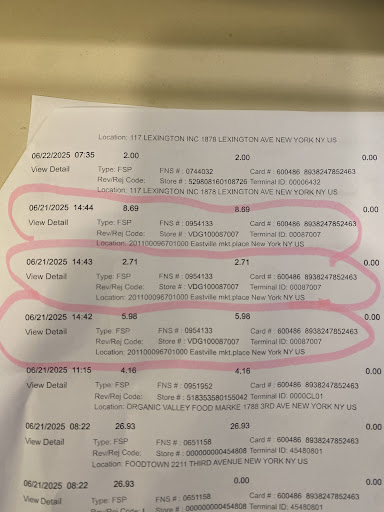 Location: 117 LEXINGTON INC 1878 LEXINGTON AVE NEW YORK NY US
06/22/2025 07:35 2.00 2.00 0.00
View Detail Type: FSP FNS # : 0744032 Card # : 600486 8938247852463
Rev/Rej Code: Store # : 529808160108726 Terminal ID: 00006432
Location: 117 LEXINGTON INC 1878 LEXINGTON AVE NEW YORK NY US
06/21/2025 14:44 8.69 8.69 0.00
View Detail Type: FSP FNS # : 0954133 Card # : 600486 8938247852463
Rev/Rej Code: Store # : VDG100087007 Terminal ID: 00087007
Location: 201100096701000 Eastville mkt.place New York NY US
06/21/2025 14:43 2.71 2.71 0.00
View Detail Type: FSP FNS # : 0954133 Card # : 600486 8938247852463
Rev/Rej Code: Store # : VDG100087007 Terminal ID: 00087007
Location: 201100096701000 Eastville mkt.place New York NY US
06/21/2025 14:42 5.98 5.98 0.00
View Detail Type: FSP FNS # : 0954133 Card # : 600486 8938247852463
Rev/Rej Code: Store # : VDG100087007 Terminal ID: 00087007
Location: 201100096701000 Eastville mkt.place New York NY US
06/21/2025 11:15 4.16 4.16 0.00
View Detail Type: FSP FNS # : 0951952 Card # : 600486 8938247852463
Rev/Rej Code: Store # : 518353580155042 Terminal ID: 0000CL01
Location: ORGANIC VALLEY FOOD MARKE 1788 3RD AVE NEW YORK NY US
06/21/2025 08:22 26.93 26.93 0.00
View Detail Type: FSP FNS # : 0651158 Card # : 600486 8938247852463
Rev/Rej Code: Store # : 000000000454808 Terminal ID: 45480801
Location: FOODTOWN 2211 THIRD AVENUE NEW YORK NY US
06/21/2025 08:22 26.93 0.00 0.00
View Detail Type: FSP FNS # : 0651158 Card # : 600486 8938247852463
Store # : 000000000454808 Terminal ID: 45480801